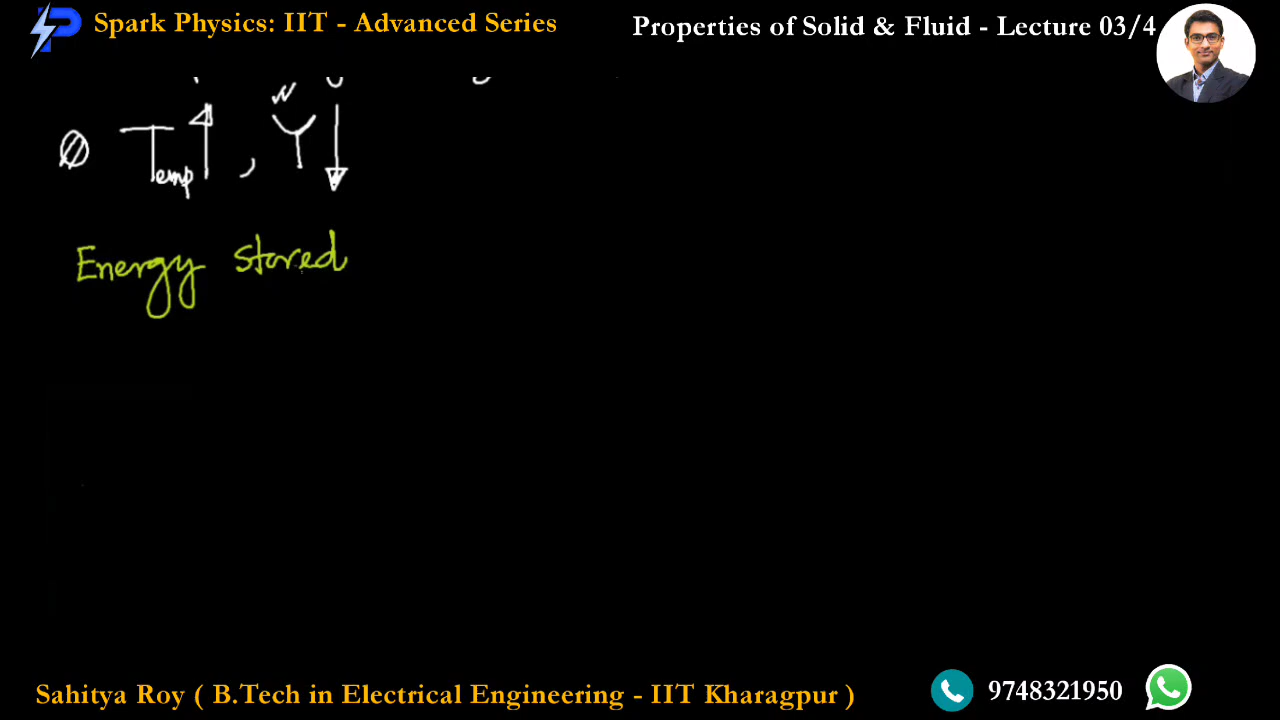 Spark Physics: IIT - Advanced Series
Properties of Solid & Fluid - Lecture 03/4
Temp ↑ , Y ↓
Energy stored
Sahitya Roy ( B.Tech in Electrical Engineering - IIT Kharagpur )
9748321950